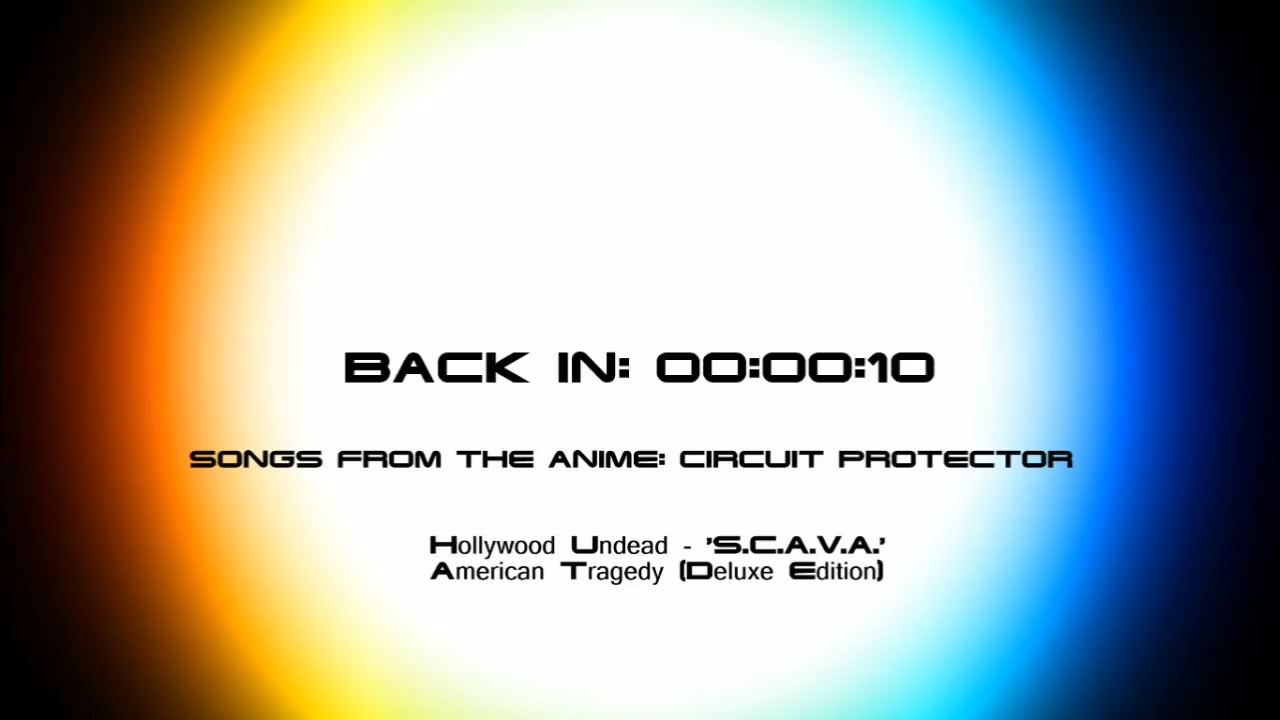 BACK IN: 00:00:10
SONGS FROM THE ANIME: CIRCUIT PROTECTOR
Hollywood Undead - 'S.C.A.V.A.'
American Tragedy (Deluxe Edition)